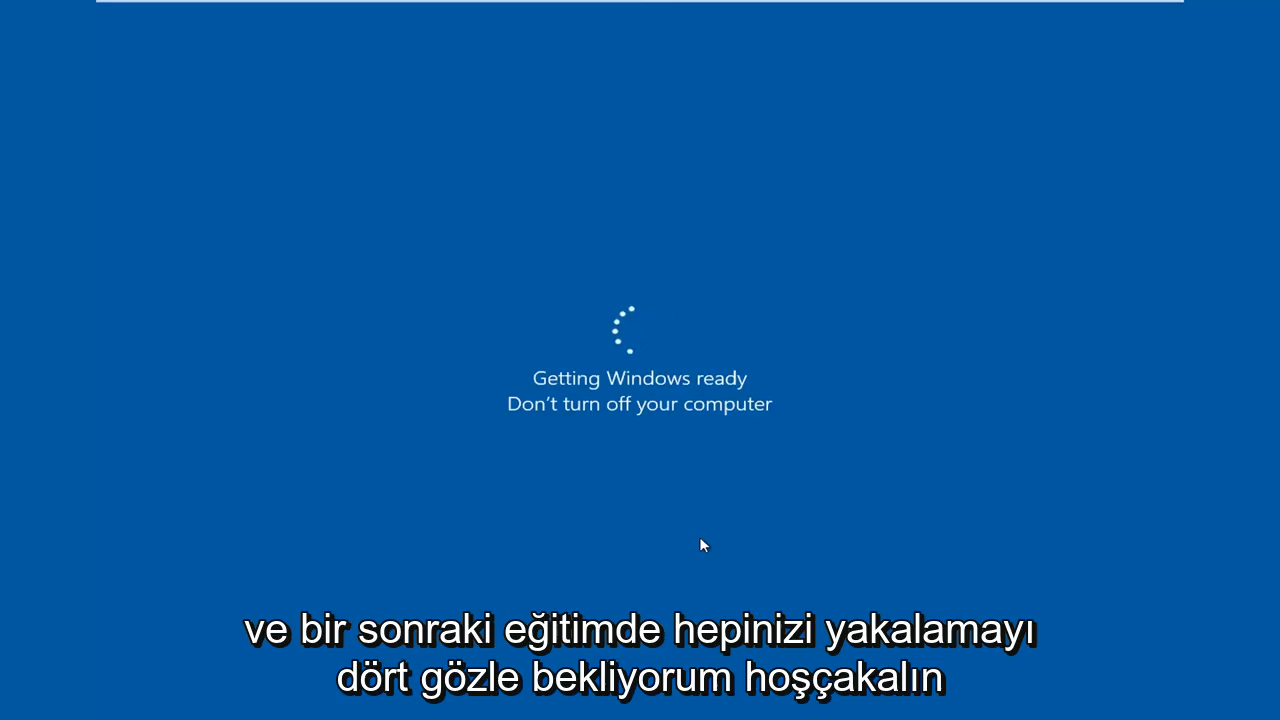 Getting Windows ready
Don't turn off your computer
ve bir sonraki eğitimde hepinizi yakalamayı
dört gözle bekliyorum hoşçakalın